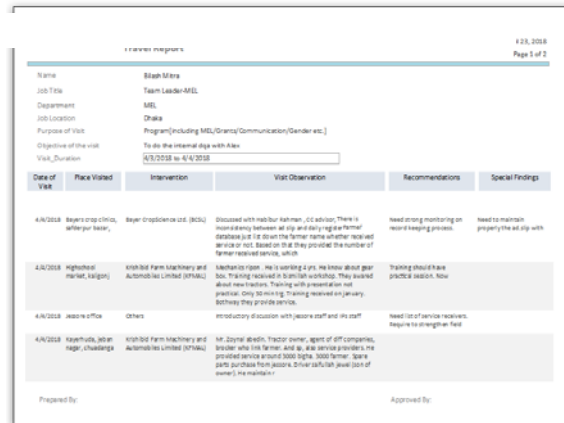 il 23, 2018
Travel Report
Page 1 of 2
Name Bilash Mitra
Job Title Team Leader-MEL
Department MEL
Job Location Dhaka
Purpose of Visit Program(including MEL/Grants/Communication/Gender etc.)
Objective of the visit To do the internal dqa with Alex
Visit_Duration 4/3/2018 to 4/4/2018
Date of Visit Place Visited Intervention Visit Observation Recommendations Special Findings
4/4/2018 Bayers crop clinics, Bayer CropScience Ltd. (BCSL) Discussed with Habibur Rahman , CC advisor, There is need strong monitoring on need to maintain
safderpur bazar, inconsistency between ad slip and daily register farmer record keeping process. properly the ad.slip with
database just list down the farmer name whether received
service or not. Based on that they provided the number of
farmer received service, which
4/4/2018 Highschool Krishibid Farm Machinery and Mechanics ripon . He is working 4 yrs. He know about gear Training should have
market, kaligonj Automobiles Limited (KFMAL) box. Training received in bismillah workshop. They awared practical session. Now
about new tractors. Training with presentation not
practical. Only 30 min trg. Training received on january.
Bothway they provide service.
4/4/2018 Jessore office Others Introductory discussion with jessore staff and IPs staff Need list of service receivers.
Require to strengthen field
4/4/2018 Kayerhuda, jeban Krishibid Farm Machinery and Mr. Zoynal abedin. Tractor owner, agent of diff companies,
nagar, chuadanga Automobiles Limited (KFMAL) brocker who link farmer. And sp, also service providers. He
provided service around 3000 bigha. 3000 farmer. Spare
parts purchase from jessore. Driver saifullah jewel (son of
owner). He maintain r
Prepared By: Approved By: